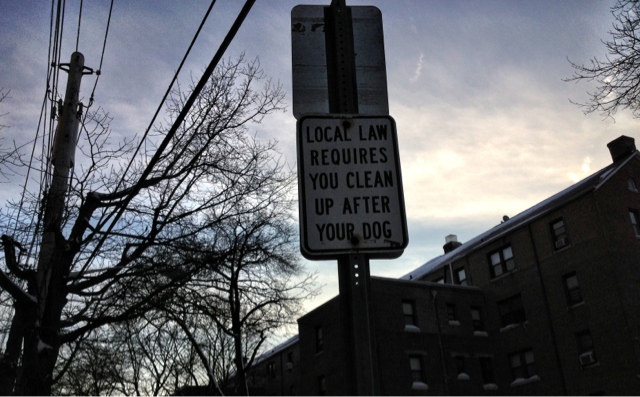 LOCAL LAW
REQUIRES
YOU CLEAN
UP AFTER
YOUR DOG